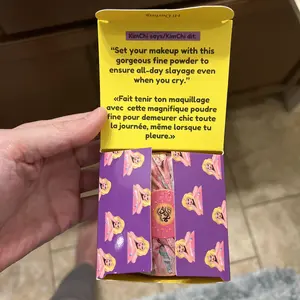 KimChi says/KimChi dit:
"Set your makeup with this
gorgeous fine powder to
ensure all-day slayage even
when you cry."
«Fait tenir ton maquillage
avec cette magnifique poudre
fine pour demeurer chic toute
la journée, même lorsque tu
pleure.»